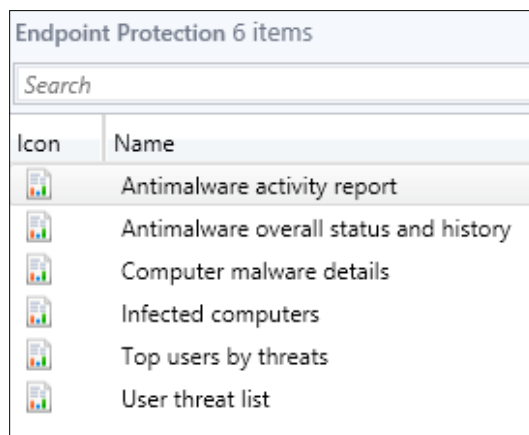 Endpoint Protection 6 items
Search
Icon Name
Antimalware activity report
Antimalware overall status and history
Computer malware details
Infected computers
Top users by threats
User threat list